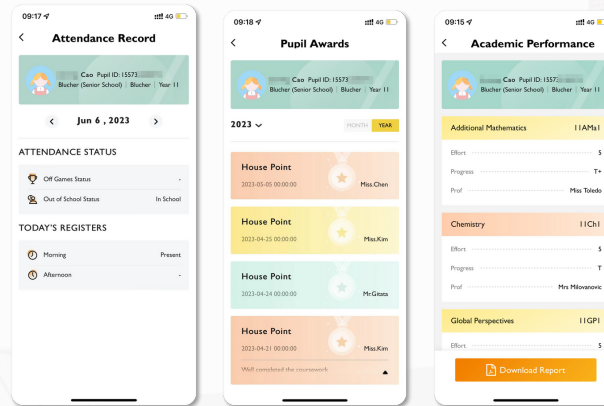 09:17
4G
Attendance Record
Cao Pupil ID: 15573
Blucher (Senior School) | Blucher | Year 11
Jun 6 , 2023
ATTENDANCE STATUS
Off Games Status -
Out of School Status In School
TODAY'S REGISTERS
Morning Present
Afternoon -
09:18
4G
Pupil Awards
Cao Pupil ID: 15573
Blucher (Senior School) | Blucher | Year 11
2023
MONTH YEAR
House Point
2023-05-05 00:00:00 Miss.Chen
House Point
2023-04-25 00:00:00 Miss.Kim
House Point
2023-04-24 00:00:00 Mr.Gitata
House Point
2023-04-21 00:00:00 Miss.Kim
Well completed the coursework
09:15
4G
Academic Performance
Cao Pupil ID: 1557
Blucher (Senior School) | Blucher | Year 11
Additional Mathematics 11AMa1
Effort S
Progress T+
Prof Miss Toledo
Chemistry 11Ch1
Effort S
Progress T
Prof Mrs Milovanovic
Global Perspectives 11GP1
Effort S
Download Report